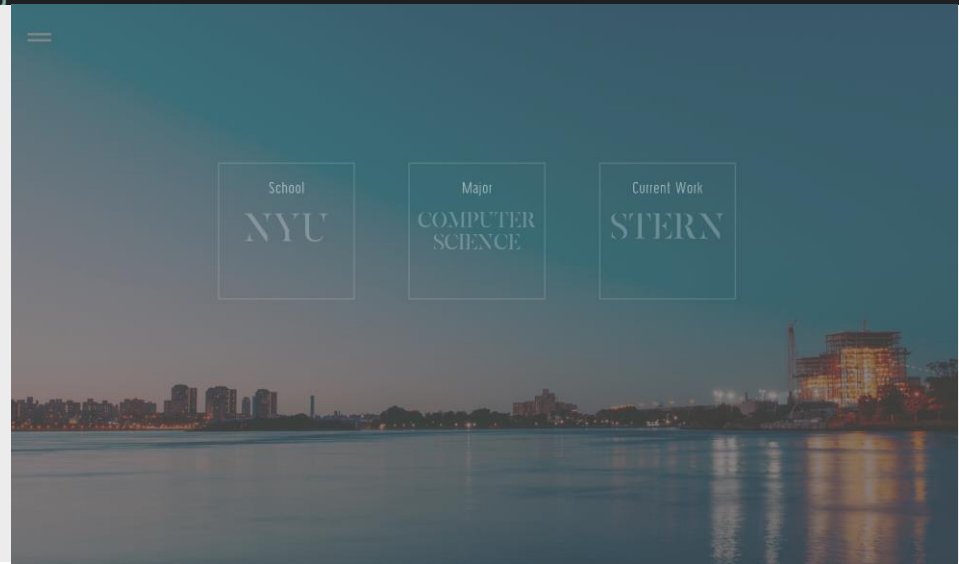 School
NYU
Major
COMPUTER
SCIENCE
Current Work
STERN